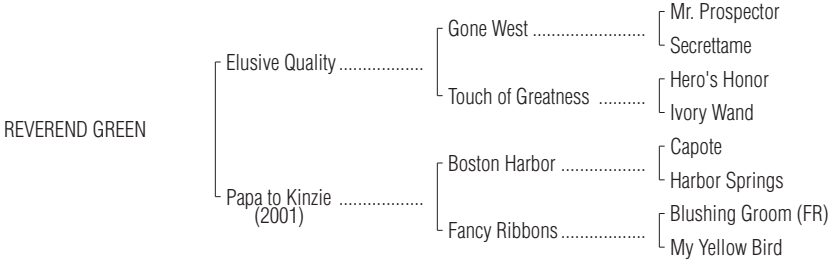 Mr. Prospector
Gone West ........................
Secrettame
Elusive Quality ..................
Hero's Honor
Touch of Greatness ..........
Ivory Wand
REVEREND GREEN
Capote
Boston Harbor ..................
Harbor Springs
Papa to Kinzie ..................
(2001)
Blushing Groom (FR)
Fancy Ribbons ..................
My Yellow Bird